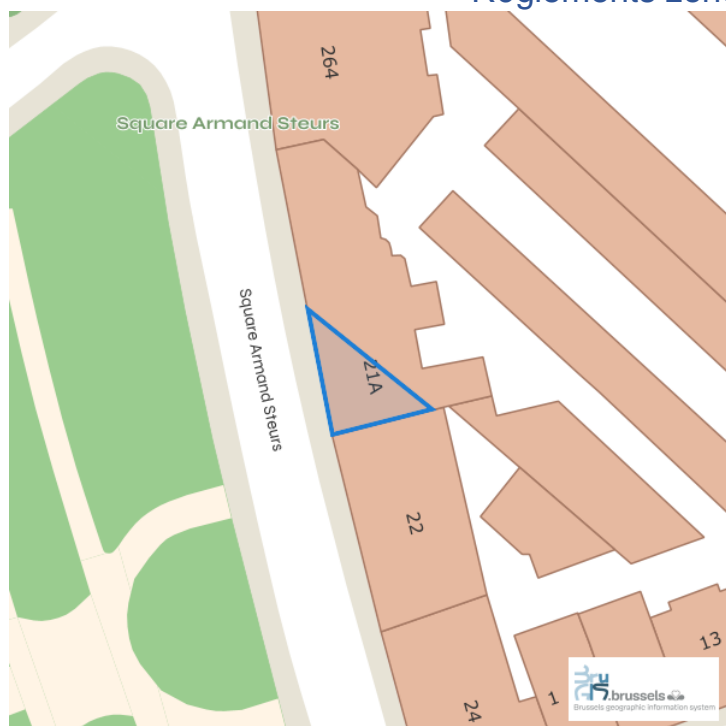 264
Square Armand Steurs
Square Armand Steurs
21A
22
24
1
13
.brussels
Brussels geographic information system